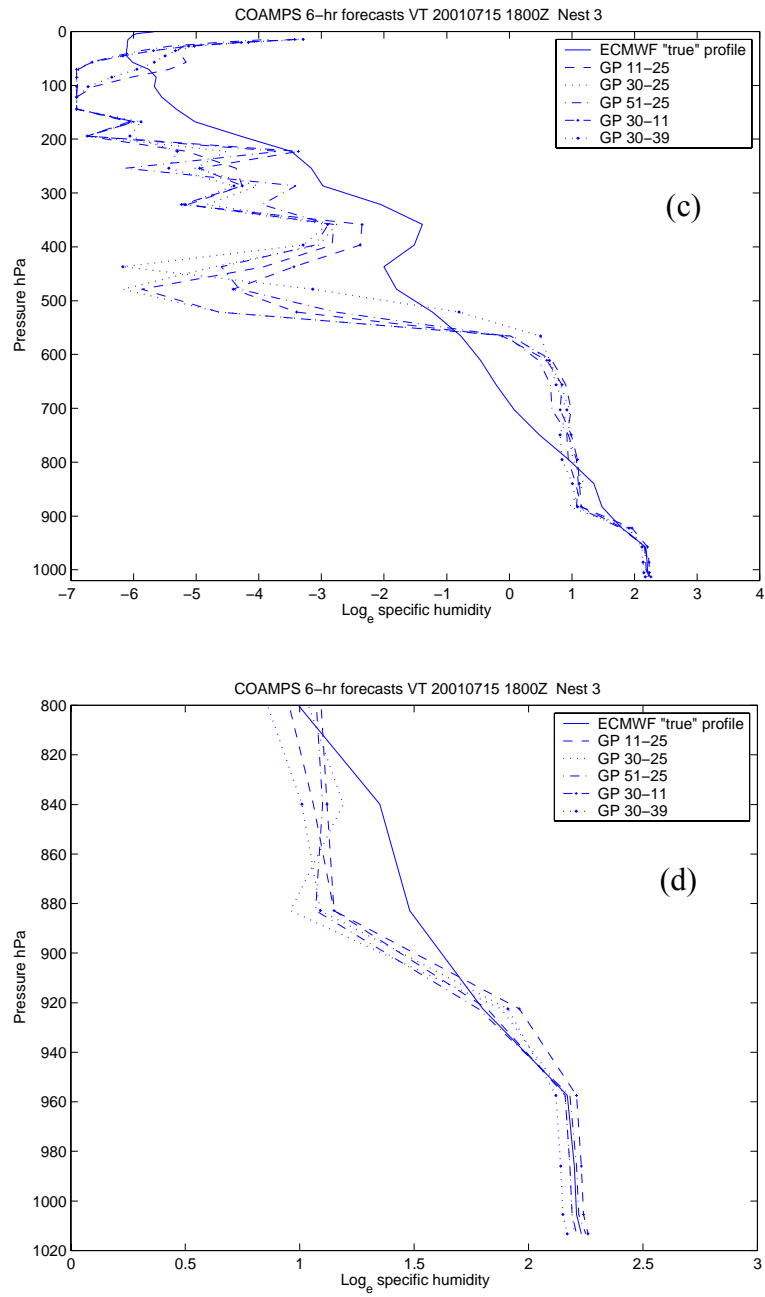 COAMPS 6−hr forecasts VT 20010715 1800Z Nest 3
0
100
200
300
400
500
600
700
800
900
1000
Pressure hPa
ECMWF "true" profile
GP 11−25
GP 30−25
GP 51−25
GP 30−11
GP 30−39
(c)
−7 −6 −5 −4 −3 −2 −1 0 1 2 3 4
Log_e specific humidity
COAMPS 6−hr forecasts VT 20010715 1800Z Nest 3
800
820
840
860
880
900
920
940
960
980
1000
1020
Pressure hPa
ECMWF "true" profile
GP 11−25
GP 30−25
GP 51−25
GP 30−11
GP 30−39
(d)
0 0.5 1 1.5 2 2.5 3
Log_e specific humidity